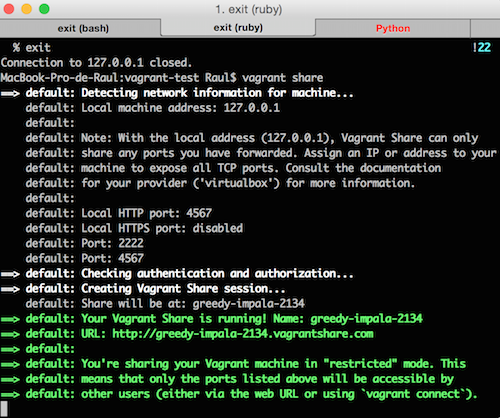 1. exit (ruby)
exit (bash) exit (ruby) Python
% exit !22
Connection to 127.0.0.1 closed.
MacBook-Pro-de-Raul:vagrant-test Raul$ vagrant share
==> default: Detecting network information for machine...
default: Local machine address: 127.0.0.1
default:
default: Note: With the local address (127.0.0.1), Vagrant Share can only
default: share any ports you have forwarded. Assign an IP or address to your
default: machine to expose all TCP ports. Consult the documentation
default: for your provider ('virtualbox') for more information.
default:
default: Local HTTP port: 4567
default: Local HTTPS port: disabled
default: Port: 2222
default: Port: 4567
==> default: Checking authentication and authorization...
==> default: Creating Vagrant Share session...
default: Share will be at: greedy-impala-2134
==> default: Your Vagrant Share is running! Name: greedy-impala-2134
==> default: URL: http://greedy-impala-2134.vagrantshare.com
==> default:
==> default: You're sharing your Vagrant machine in "restricted" mode. This
==> default: means that only the ports listed above will be accessible by
==> default: other users (either via the web URL or using `vagrant connect`).